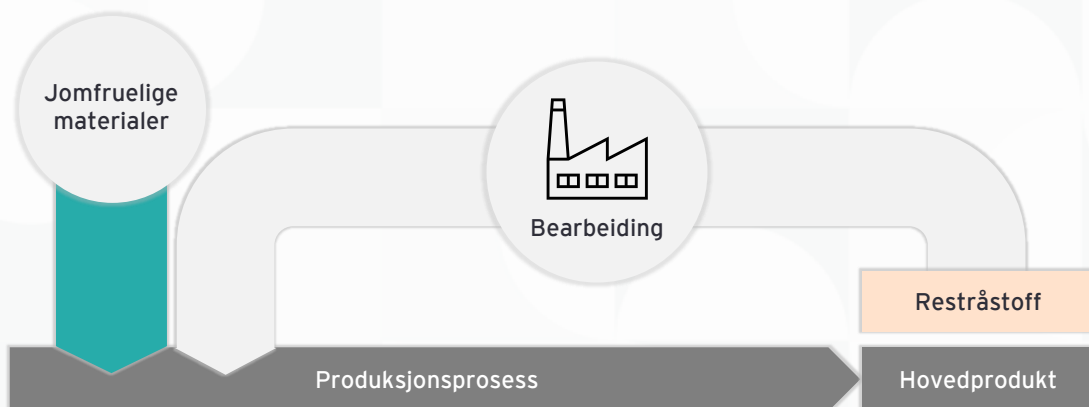 Jomfruelige
materialer
Bearbeiding
Restråstoff
Produksjonsprosess
Hovedprodukt